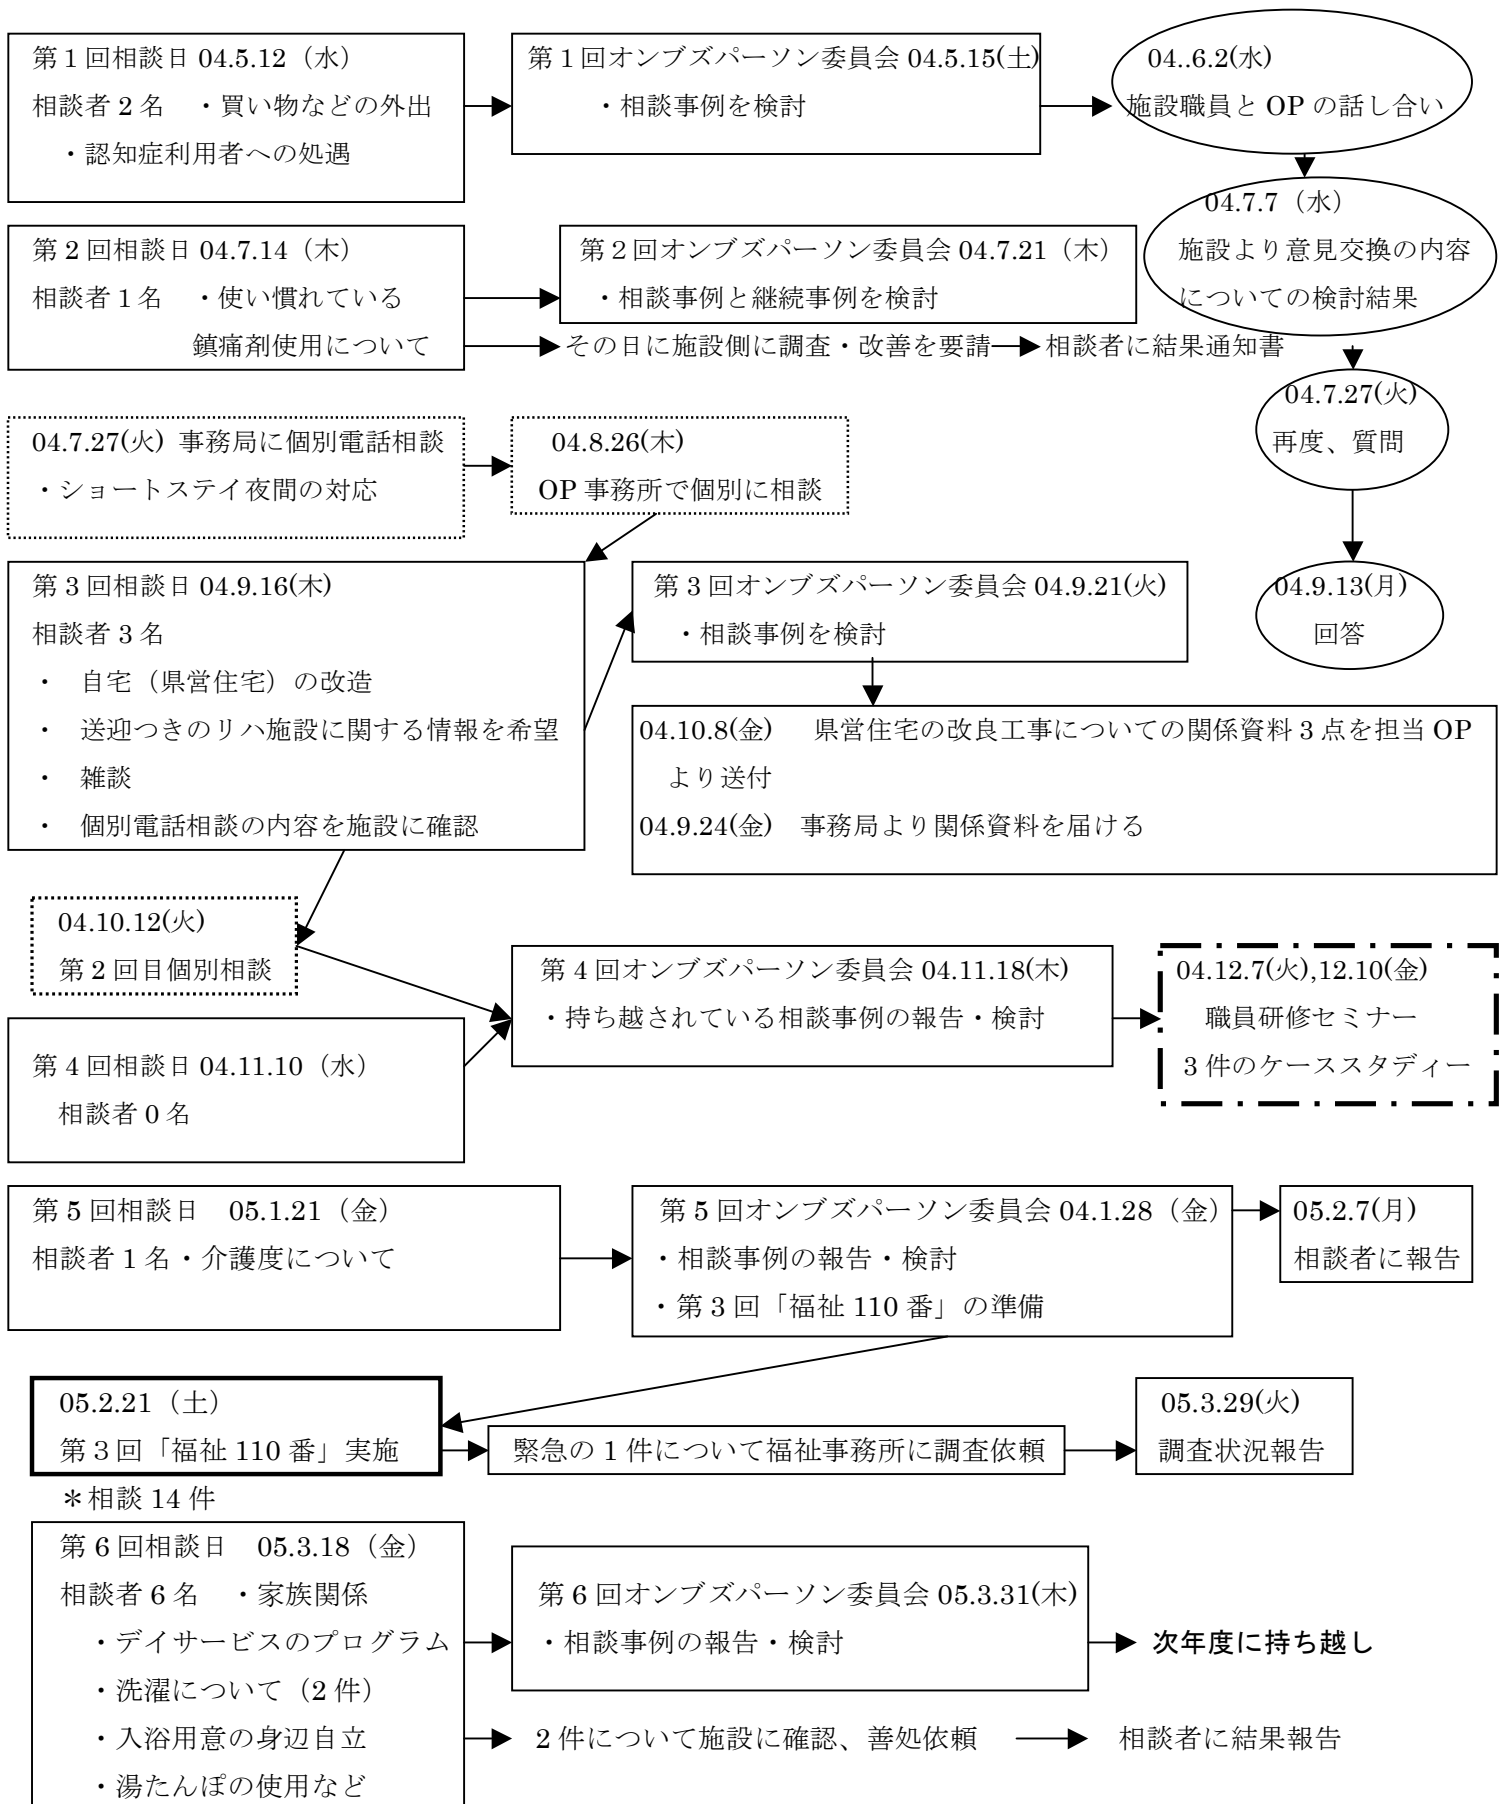 第1回相談日 04.5.12（水）
相談者 2 名　・買い物などの外出
・認知症利用者への処遇
第1回オンブズパーソン委員会 04.5.15(土)
・相談事例を検討
04..6.2(水)
施設職員と OP の話し合い
04.7.7（水）
施設より意見交換の内容
についての検討結果
第2回相談日 04.7.14（木）
相談者 1 名　・使い慣れている
鎮痛剤使用について
第2回オンブズパーソン委員会 04.7.21（木）
・相談事例と継続事例を検討
その日に施設側に調査・改善を要請
相談者に結果通知書
04.7.27(火)
再度、質問
04.7.27(火) 事務局に個別電話相談
・ショートステイ夜間の対応
04.8.26(木)
OP 事務所で個別に相談
04.9.13(月)
回答
第3回相談日 04.9.16(木)
相談者 3 名
・　自宅（県営住宅）の改造
・　送迎つきのリハ施設に関する情報を希望
・　雑談
・　個別電話相談の内容を施設に確認
第3回オンブズパーソン委員会 04.9.21(火)
・相談事例を検討
04.10.8(金)　県営住宅の改良工事についての関係資料 3 点を担当 OP
より送付
04.9.24(金)　事務局より関係資料を届ける
04.10.12(火)
第2回目個別相談
第4回オンブズパーソン委員会 04.11.18(木)
・持ち越されている相談事例の報告・検討
04.12.7(火),12.10(金)
職員研修セミナー
3 件のケーススタディー
第4回相談日 04.11.10（水）
相談者 0 名
第5回相談日　05.1.21（金）
相談者 1 名・介護度について
第5回オンブズパーソン委員会 04.1.28（金）
・相談事例の報告・検討
・第3回「福祉 110 番」の準備
05.2.7(月)
相談者に報告
05.2.21（土）
第3回「福祉 110 番」実施
＊相談 14 件
緊急の 1 件について福祉事務所に調査依頼
05.3.29(火)
調査状況報告
第6回相談日　05.3.18（金）
相談者 6 名　・家族関係
・デイサービスのプログラム
・洗濯について（2 件）
・入浴用意の身辺自立
・湯たんぽの使用など
第6回オンブズパーソン委員会 05.3.31(木)
・相談事例の報告・検討
次年度に持ち越し
2 件について施設に確認、善処依頼
相談者に結果報告